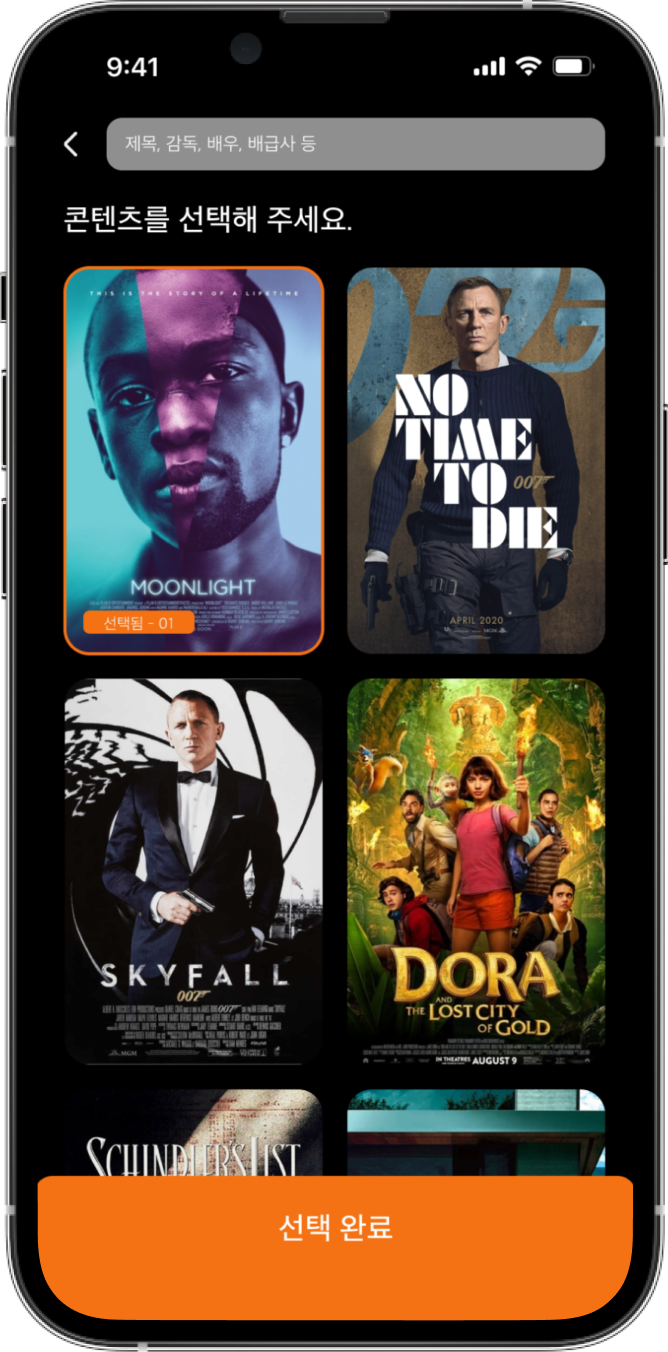 9:41
제목, 감독, 배우, 배급사 등
콘텐츠를 선택해 주세요.
THIS IS THE STORY OF A LIFETIME
MOONLIGHT
선택됨 - 01
NO
TIME
TO
007
DIE
APRIL 2020
MGM
SKYFALL
007
MGM
DORA
AND
THE LOST CITY
OF GOLD
IN THEATRES AUGUST 9
SCHINDLER'S LIST
선택 완료